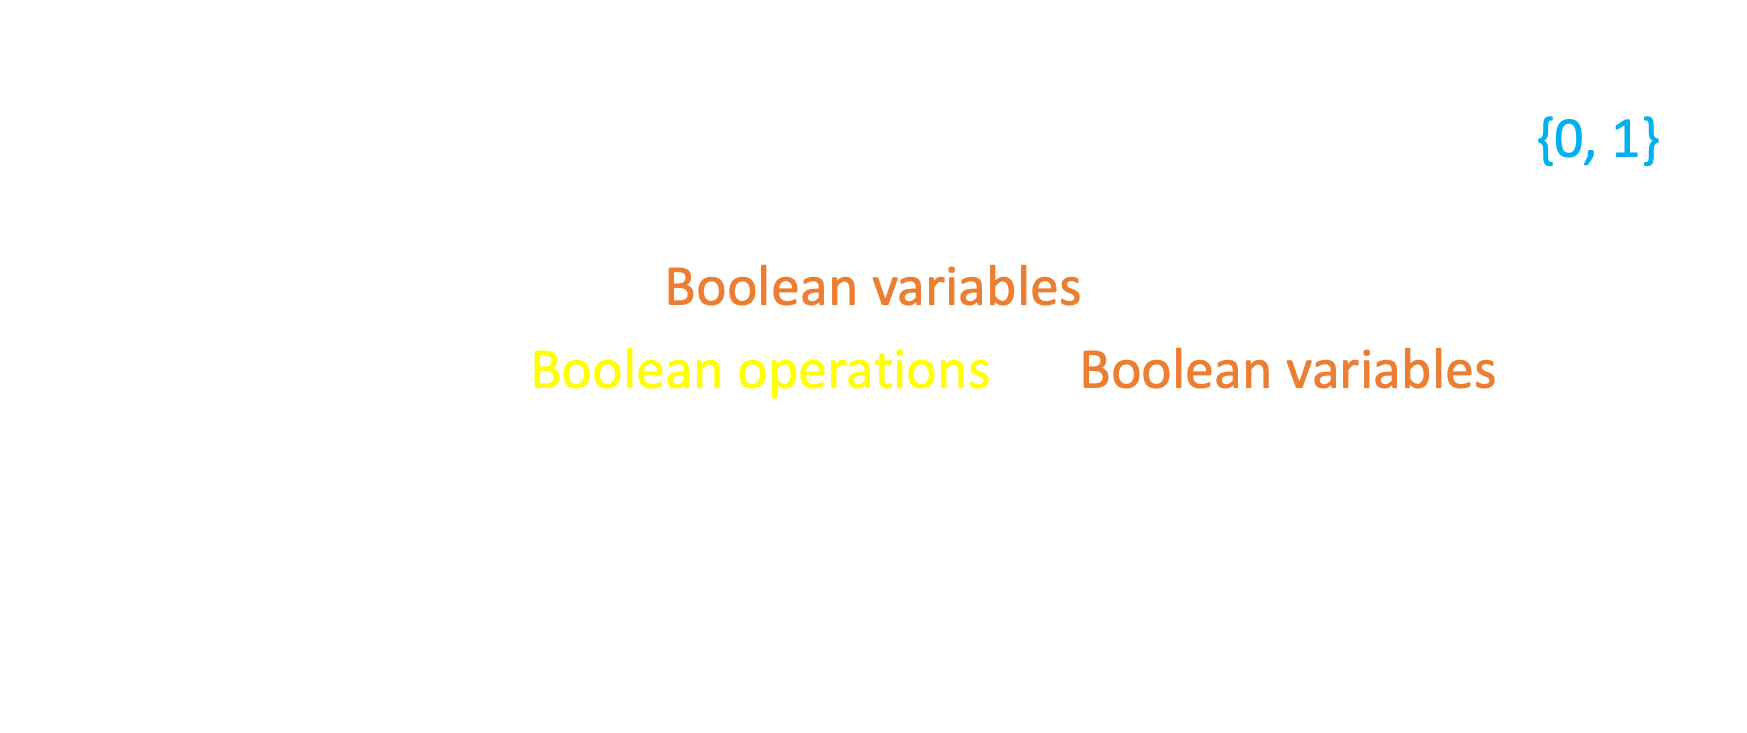 {0, 1}
Boolean variables
Boolean operations Boolean variables